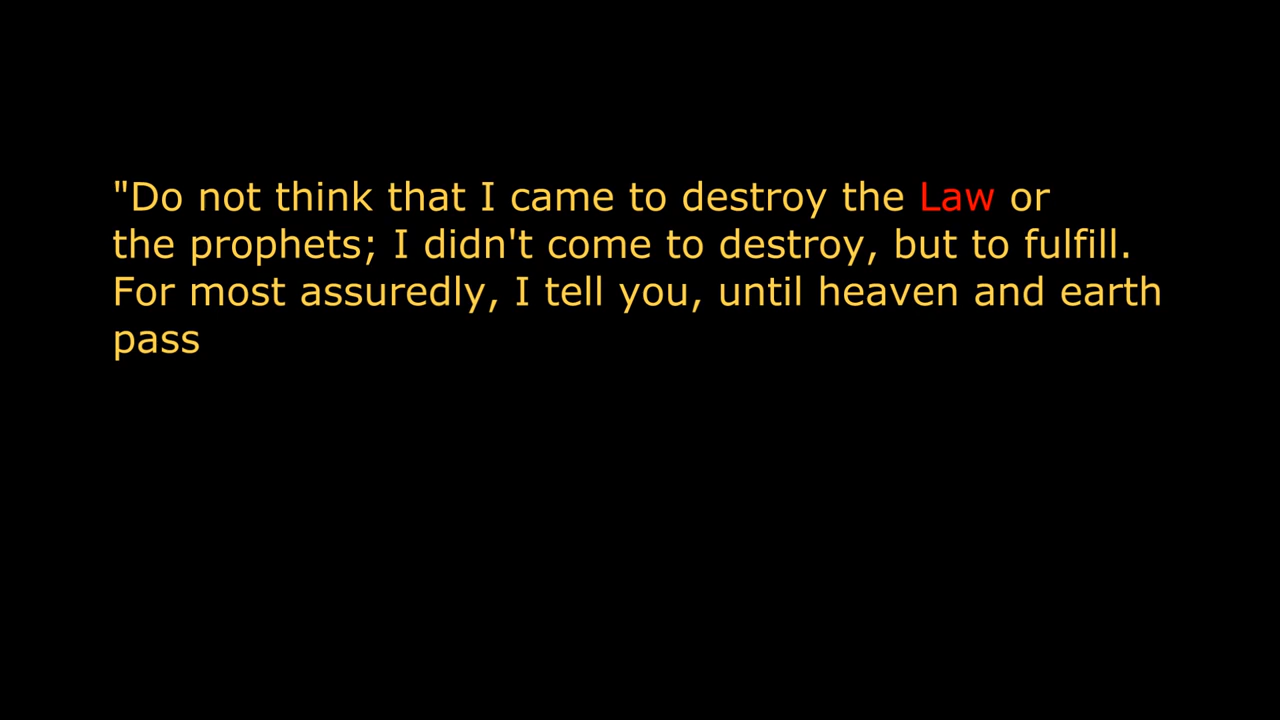 "Do not think that I came to destroy the Law or
the prophets; I didn't come to destroy, but to fulfill.
For most assuredly, I tell you, until heaven and earth
pass